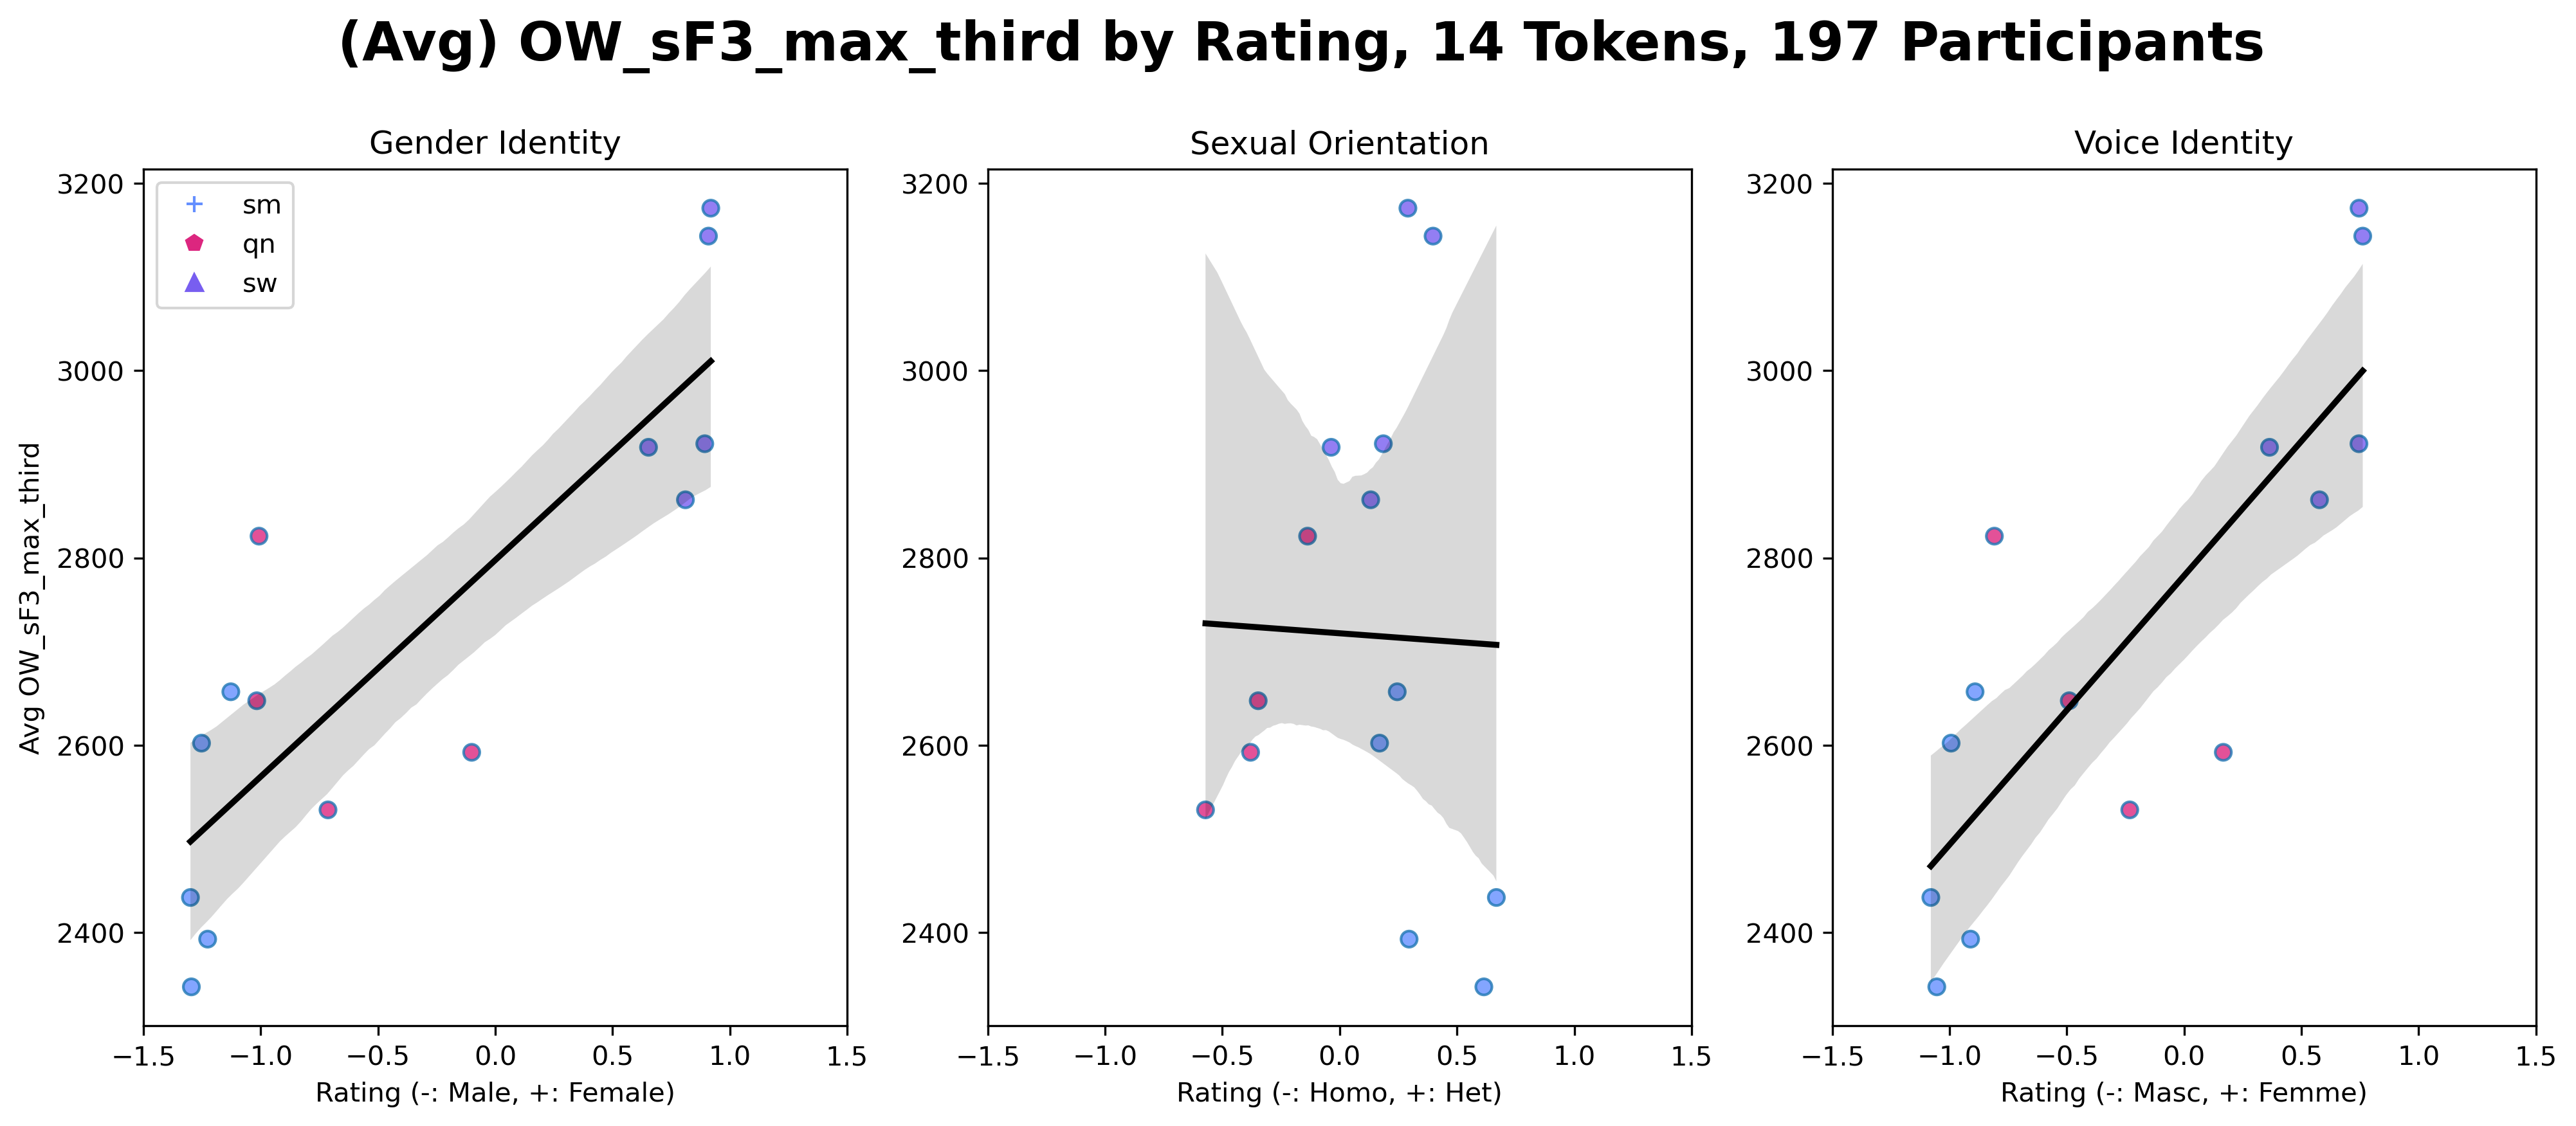 (Avg) OW_sF3_max_third by Rating, 14 Tokens, 197 Participants
Gender Identity
Sexual Orientation
Voice Identity
sm
qn
sw
Avg OW_sF3_max_third
3200
3000
2800
2600
2400
−1.5 −1.0 −0.5 0.0 0.5 1.0 1.5
Rating (-: Male, +: Female)
3200
3000
2800
2600
2400
−1.5 −1.0 −0.5 0.0 0.5 1.0 1.5
Rating (-: Homo, +: Het)
3200
3000
2800
2600
2400
−1.5 −1.0 −0.5 0.0 0.5 1.0 1.5
Rating (-: Masc, +: Femme)